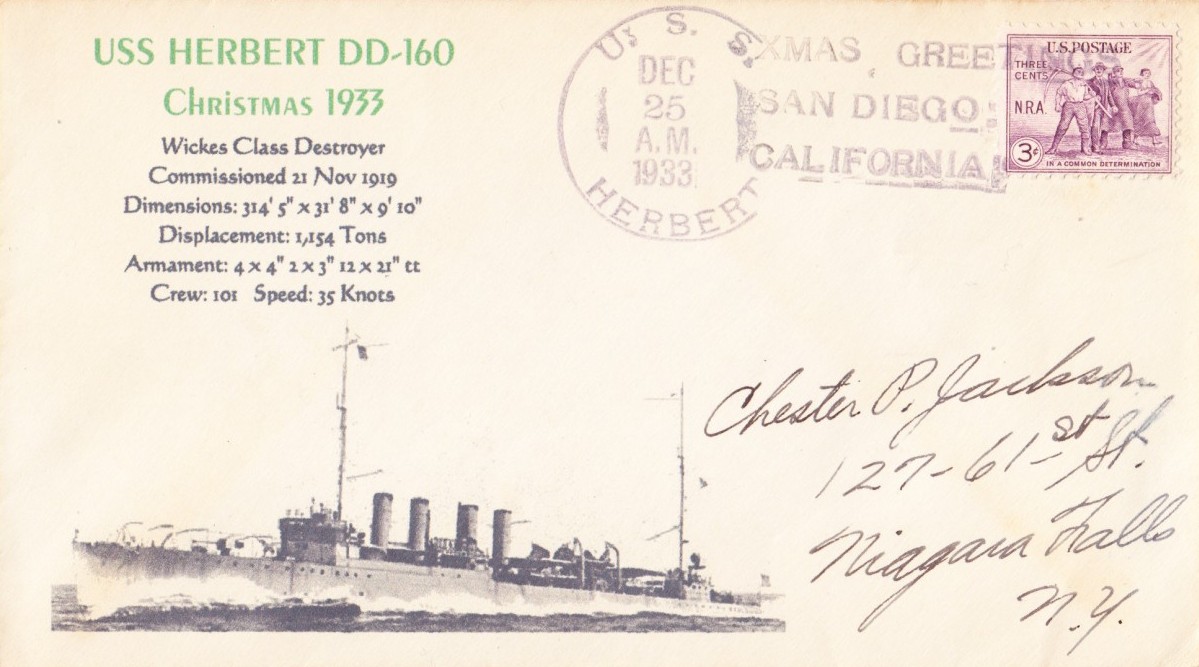 USS HERBERT DD-160
CHRISTMAS 1933
Wickes Class Destroyer
Commissioned 21 Nov 1919
Dimensions: 314' 5" x 31' 8" x 9' 10"
Displacement: 1,154 Tons
Armament: 4 x 4" 2 x 3" 12 x 21" tt
Crew: 101 Speed: 35 Knots
U. S. S.
DEC
25
A.M.
1933
HERBERT
XMAS GREETINGS
SAN DIEGO,
CALIFORNIA
U.S. POSTAGE
THREE
CENTS
N.R.A.
3¢
IN A COMMON DETERMINATION
Chester P. Jackson
127-61st St.
Niagara Falls
N.Y.